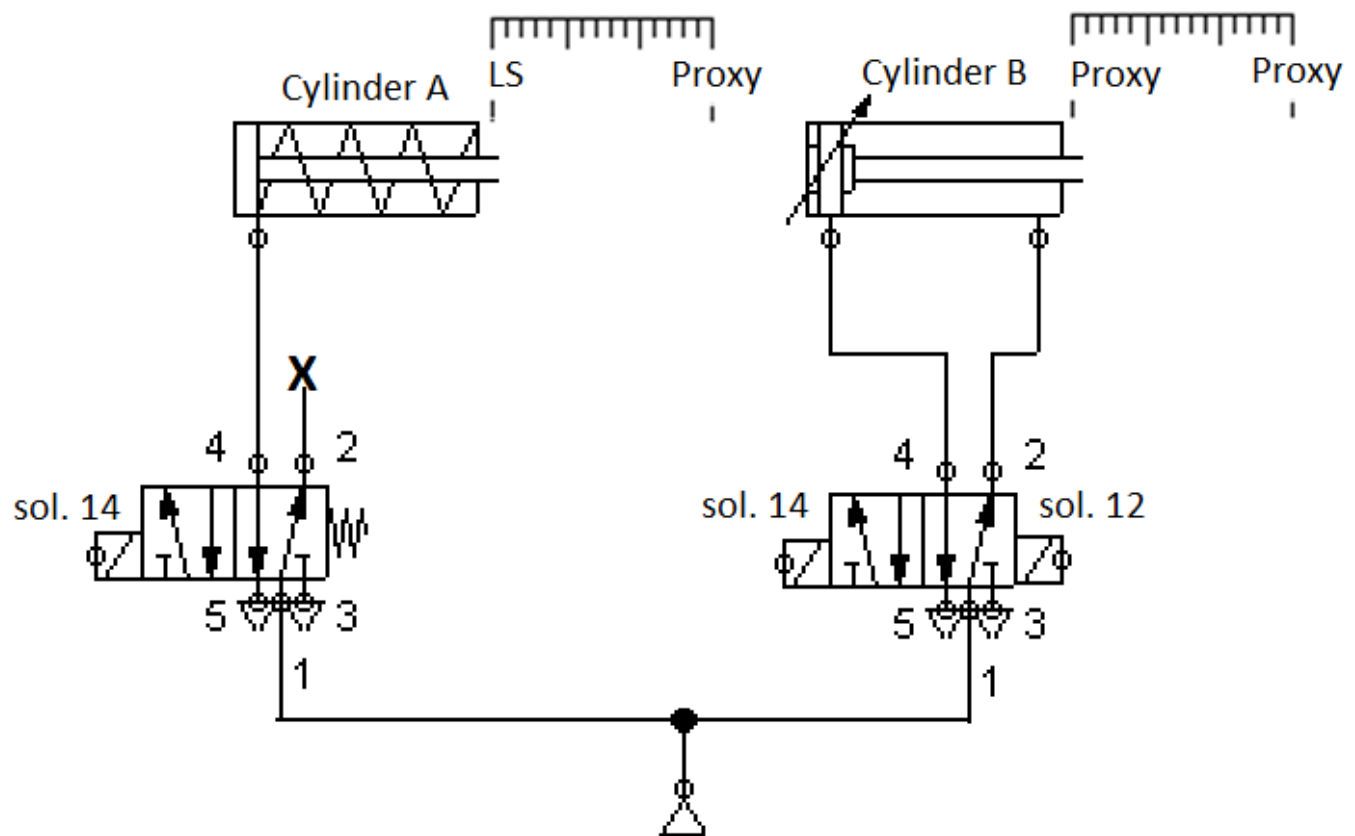 LS Proxy Proxy Proxy
Cylinder A Cylinder B
X
4 2 4 2
sol. 14 sol. 14 sol. 12
5 3 5 3
1 1